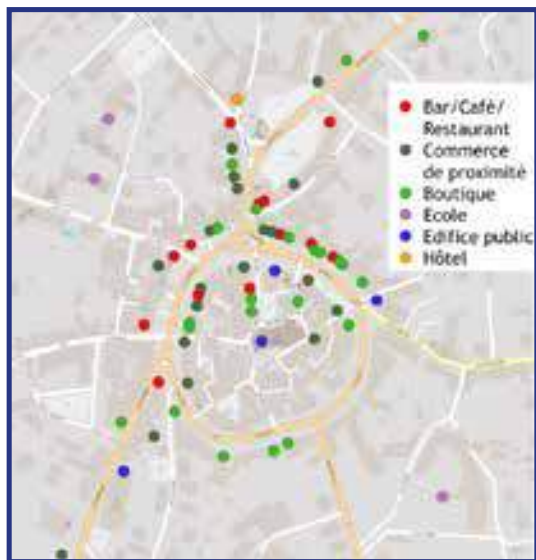 Bar/Café/
Restaurant
Commerce
de proximité
Boutique
Ecole
Edifice public
Hôtel